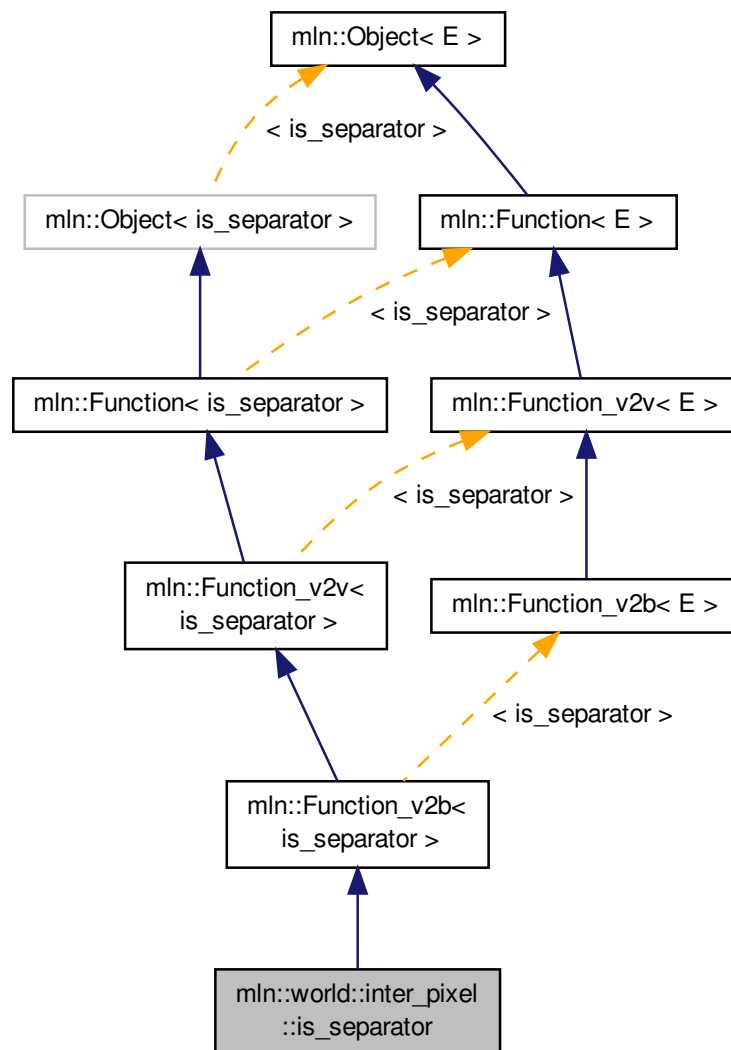 mln::Object< E >
< is_separator >
mln::Object< is_separator >
mln::Function< E >
< is_separator >
mln::Function< is_separator >
mln::Function_v2v< E >
< is_separator >
mln::Function_v2v<
is_separator >
mln::Function_v2b< E >
< is_separator >
mln::Function_v2b<
is_separator >
mln::world::inter_pixel
::is_separator